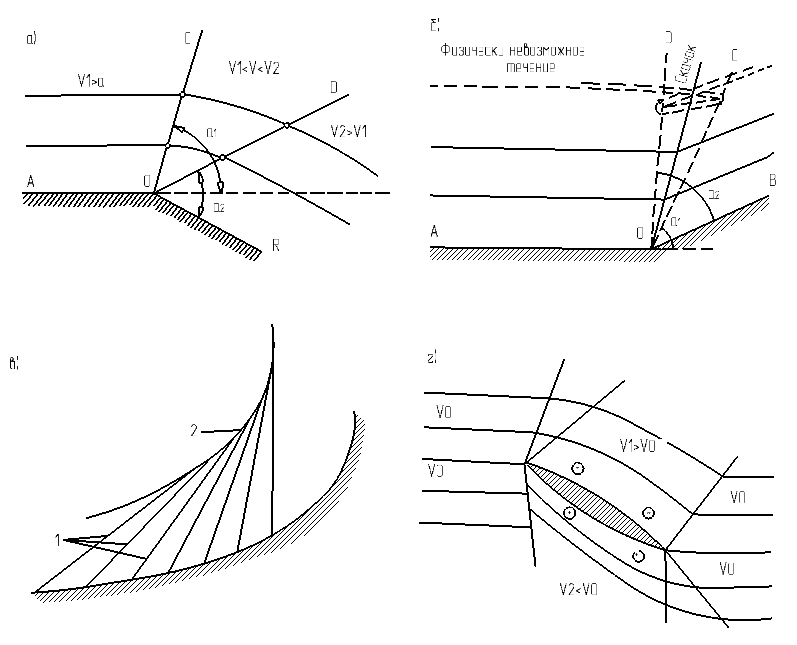 а)
C
V1>a
V1<V<V2
D
V2>V1
α1
A
O
α2
R
Б)
D
C
Физически невозможное
течение
Скачок
α2
B
A
O
α1
в)
2
1
г)
V0
V1>V0
V0
V0
V0
V2<V0